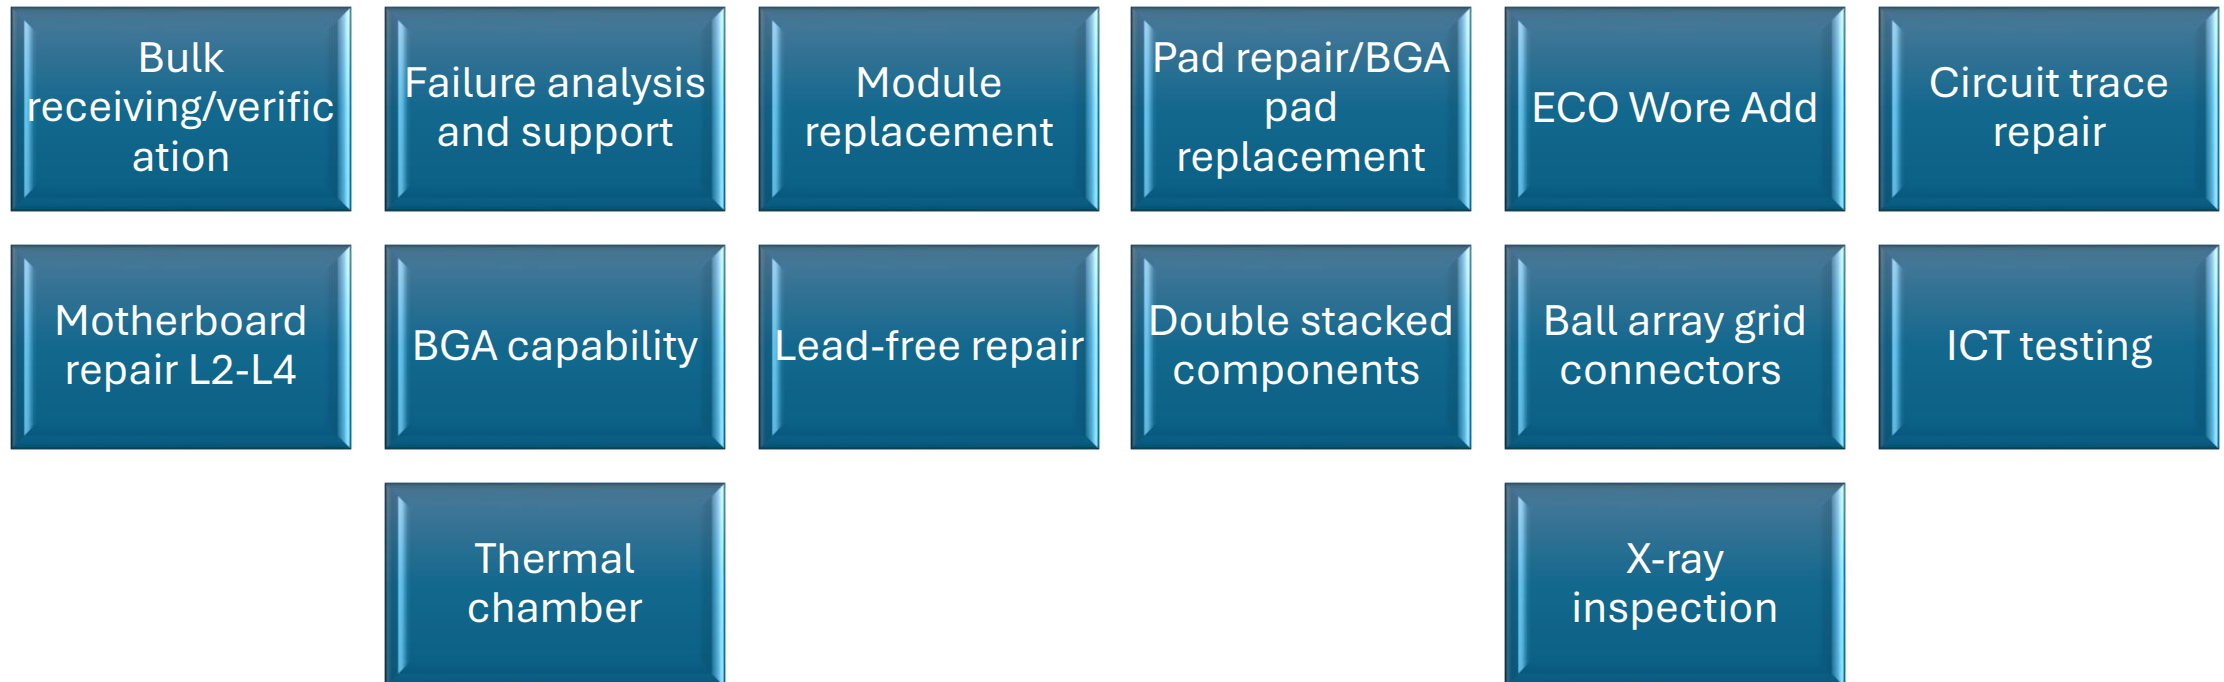 Bulk
receiving/verific
ation
Failure analysis
and support
Module
replacement
Pad repair/BGA
pad
replacement
ECO Wore Add
Circuit trace
repair
Motherboard
repair L2-L4
BGA capability
Lead-free repair
Double stacked
components
Ball array grid
connectors
ICT testing
Thermal
chamber
X-ray
inspection